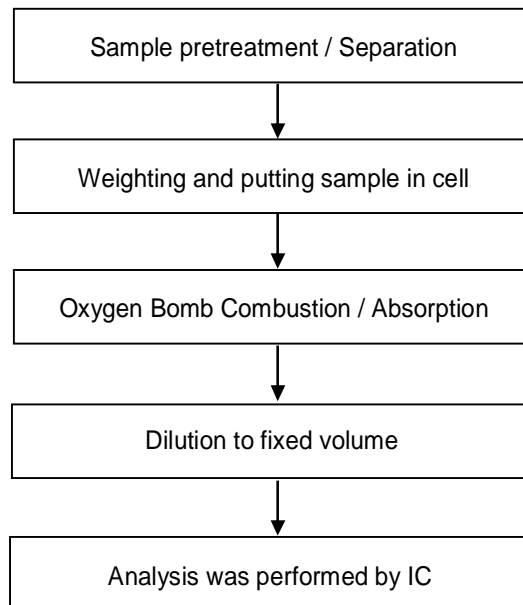 Sample pretreatment / Separation
Weighting and putting sample in cell
Oxygen Bomb Combustion / Absorption
Dilution to fixed volume
Analysis was performed by IC